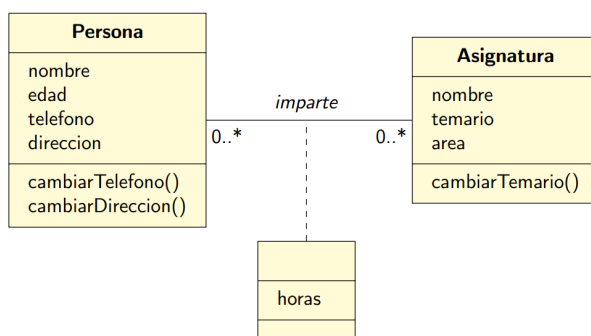 Persona
nombre
edad
telefono
direccion
cambiarTelefono()
cambiarDireccion()
imparte
0..*
0..*
Asignatura
nombre
temario
area
cambiarTemario()
horas